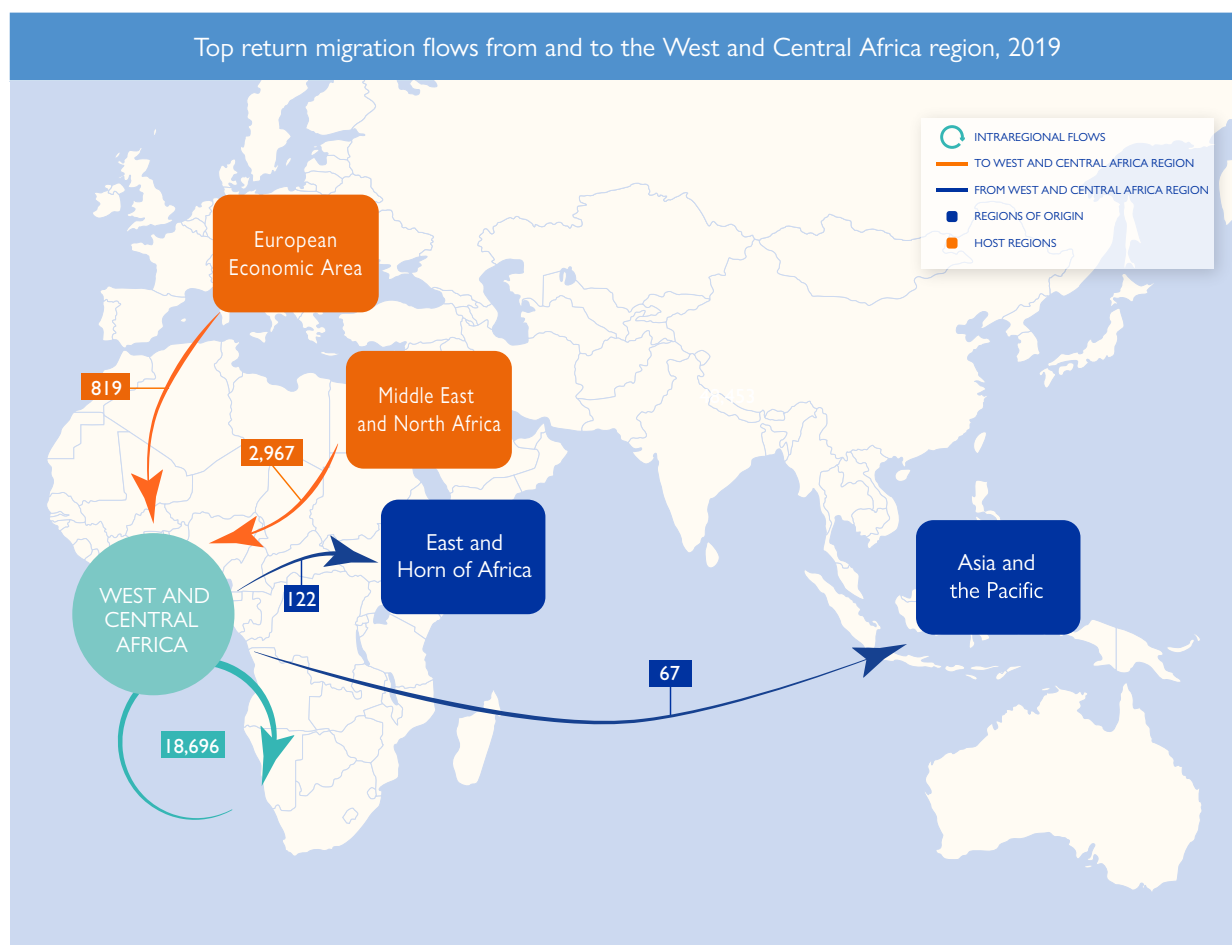 Top return migration flows from and to the West and Central Africa region, 2019
INTRAREGIONAL FLOWS
TO WEST AND CENTRAL AFRICA REGION
FROM WEST AND CENTRAL AFRICA REGION
REGIONS OF ORIGIN
HOST REGIONS
European
Economic Area
819
Middle East
and North Africa
2,967
East and
Horn of Africa
122
Asia and
the Pacific
WEST AND
CENTRAL
AFRICA
67
18,696